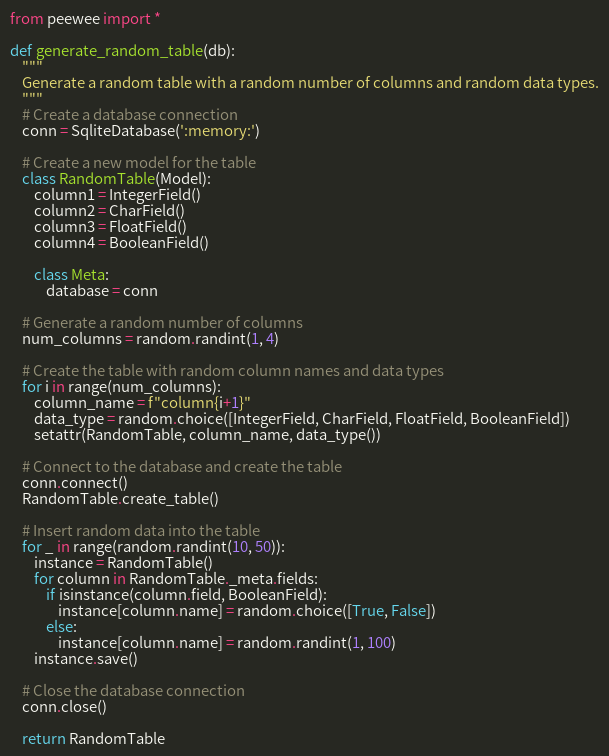 from peewee import *

def generate_random_table(db):
    """
    Generate a random table with a random number of columns and random data types.
    """
    # Create a database connection
    conn = SqliteDatabase(':memory:')

    # Create a new model for the table
    class RandomTable(Model):
        column1 = IntegerField()
        column2 = CharField()
        column3 = FloatField()
        column4 = BooleanField()

        class Meta:
            database = conn

    # Generate a random number of columns
    num_columns = random.randint(1, 4)

    # Create the table with random column names and data types
    for i in range(num_columns):
        column_name = f"column{i+1}"
        data_type = random.choice([IntegerField, CharField, FloatField, BooleanField])
        setattr(RandomTable, column_name, data_type())

    # Connect to the database and create the table
    conn.connect()
    RandomTable.create_table()

    # Insert random data into the table
    for _ in range(random.randint(10, 50)):
        instance = RandomTable()
        for column in RandomTable._meta.fields:
            if isinstance(column.field, BooleanField):
                instance[column.name] = random.choice([True, False])
            else:
                instance[column.name] = random.randint(1, 100)
        instance.save()

    # Close the database connection
    conn.close()

    return RandomTable